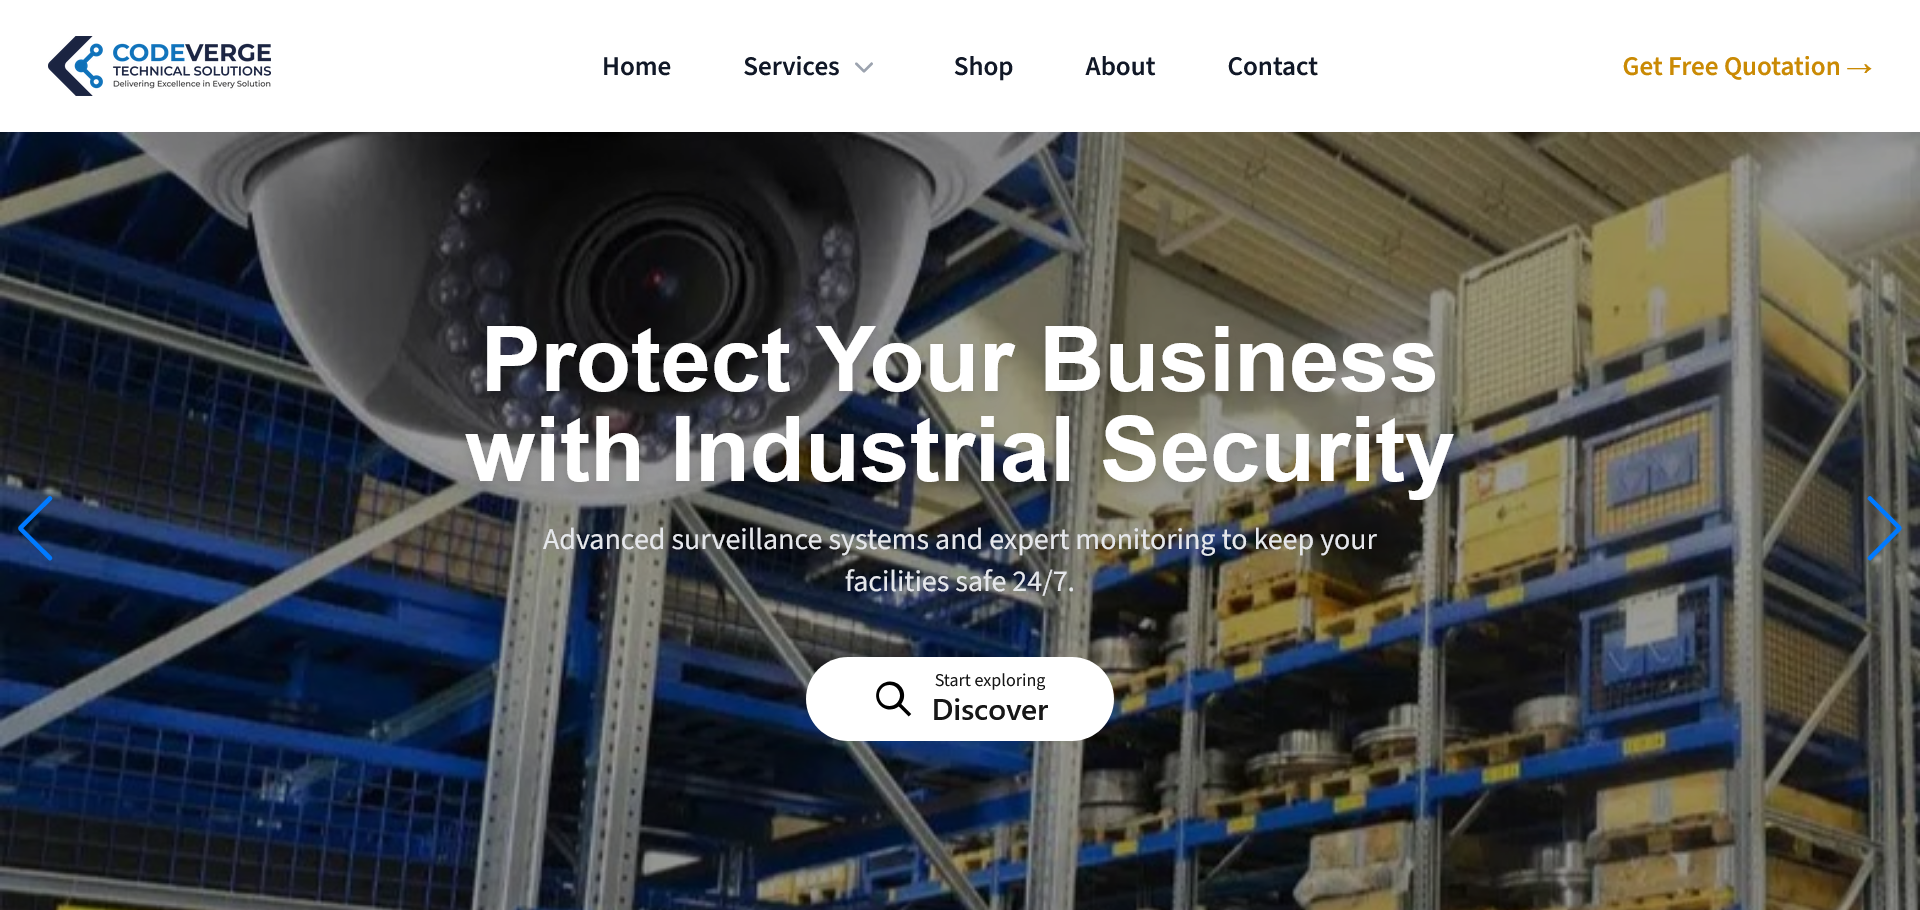 CODEVERGE
TECHNICAL SOLUTIONS
Delivering Excellence in Every Solution
Home
Services
Shop
About
Contact
Get Free Quotation →
Protect Your Business
with Industrial Security
Advanced surveillance systems and expert monitoring to keep your
facilities safe 24/7.
Start exploring
Discover